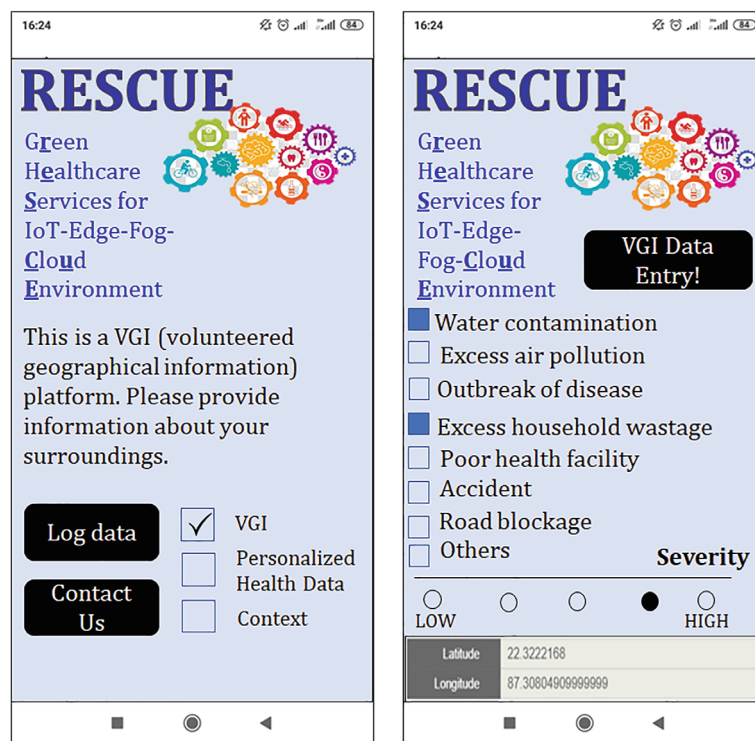 16:24
84
RESCUE
Green
Healthcare
Services for
IoT-Edge-Fog-
Cloud
Environment
This is a VGI (volunteered
geographical information)
platform. Please provide
information about your
surroundings.
Log data
VGI
Personalized
Health Data
Contact
Us
Context
16:24
84
RESCUE
Green
Healthcare
Services for
IoT-Edge-
Fog-Cloud
Environment
VGI Data
Entry!
Water contamination
Excess air pollution
Outbreak of disease
Excess household wastage
Poor health facility
Accident
Road blockage
Others
Severity
LOW
HIGH
Latitude 22.3222168
Longitude 87.30804909999999